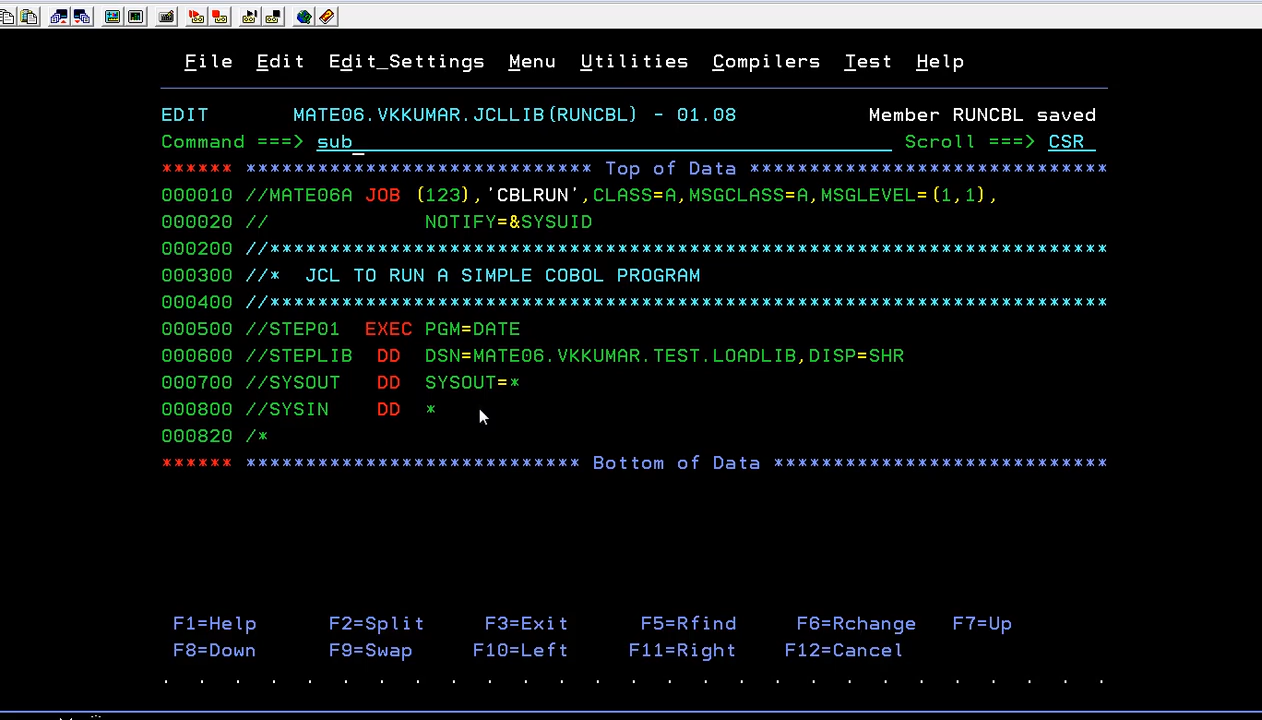 File Edit Edit_Settings Menu Utilities Compilers Test Help
EDIT MATE06.VKKUMAR.JCLLIB(RUNCBL) - 01.08 Member RUNCBL saved
Command ===> sub_ Scroll ===> CSR
****** ***************************** Top of Data ******************************
000010 //MATE06A JOB (123),'CBLRUN',CLASS=A,MSGCLASS=A,MSGLEVEL=(1,1),
000020 // NOTIFY=&SYSUID
000200 //**********************************************************************
000300 //* JCL TO RUN A SIMPLE COBOL PROGRAM
000400 //**********************************************************************
000500 //STEP01 EXEC PGM=DATE
000600 //STEPLIB DD DSN=MATE06.VKKUMAR.TEST.LOADLIB,DISP=SHR
000700 //SYSOUT DD SYSOUT=*
000800 //SYSIN DD *
000820 /*
****** **************************** Bottom of Data ****************************
F1=Help F2=Split F3=Exit F5=Rfind F6=Rchange F7=Up
F8=Down F9=Swap F10=Left F11=Right F12=Cancel